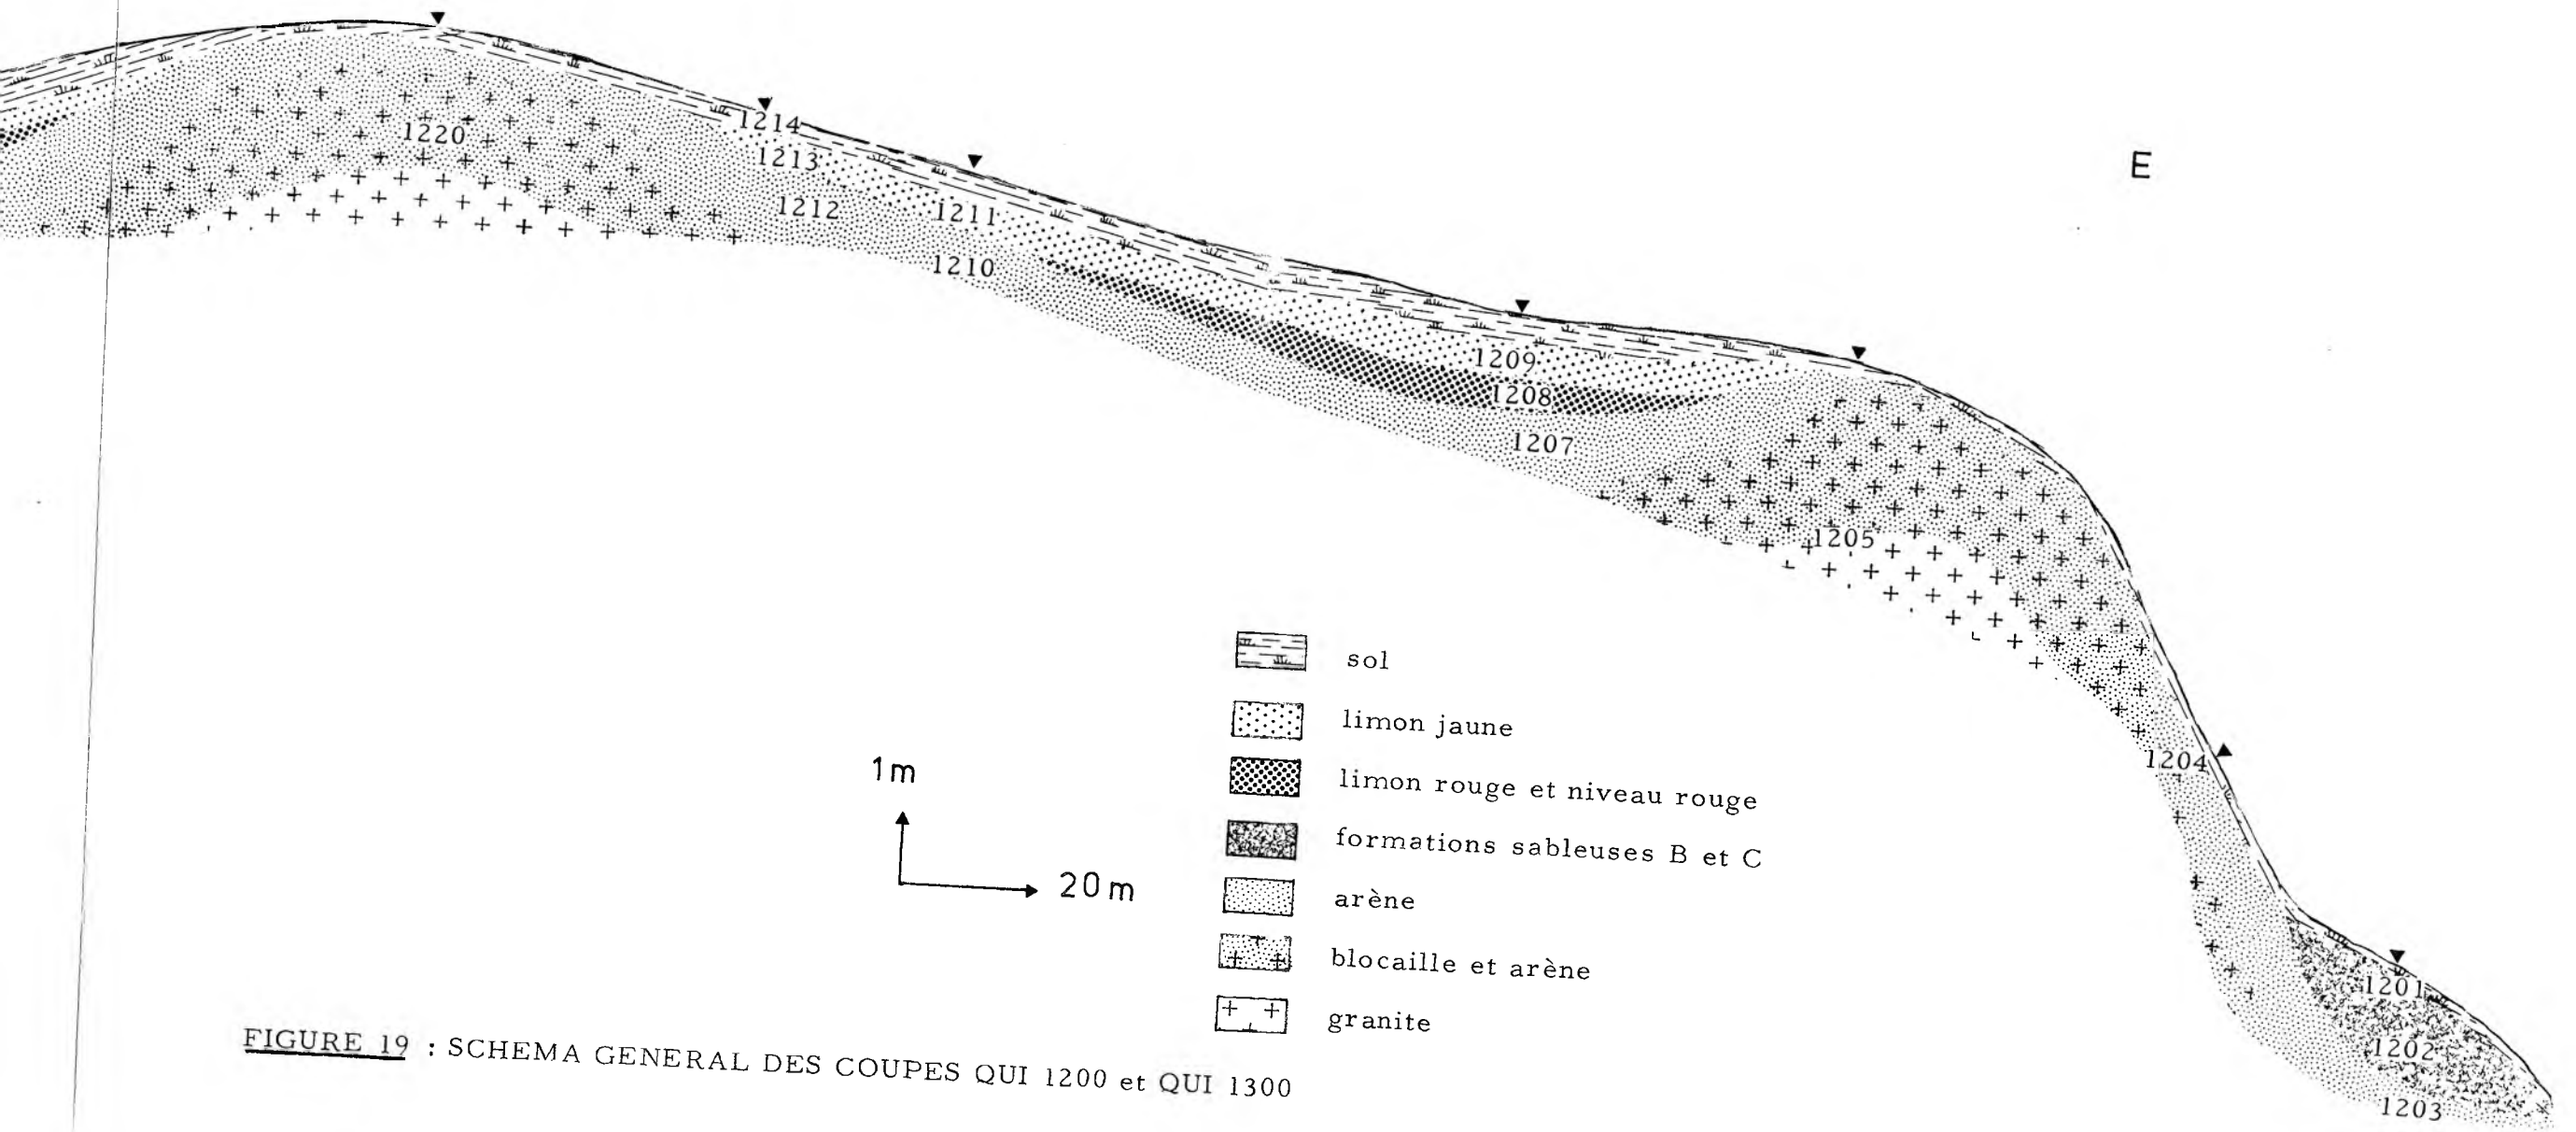 1220
1214
1213
1212
1211
1210
E
1209
1208
1207
1205
1204
1201
1202
1203
sol
limon jaune
limon rouge et niveau rouge
formations sableuses B et C
arène
blocaille et arène
granite
1m
20m
FIGURE 19 : SCHEMA GENERAL DES COUPES QUI 1200 et QUI 1300